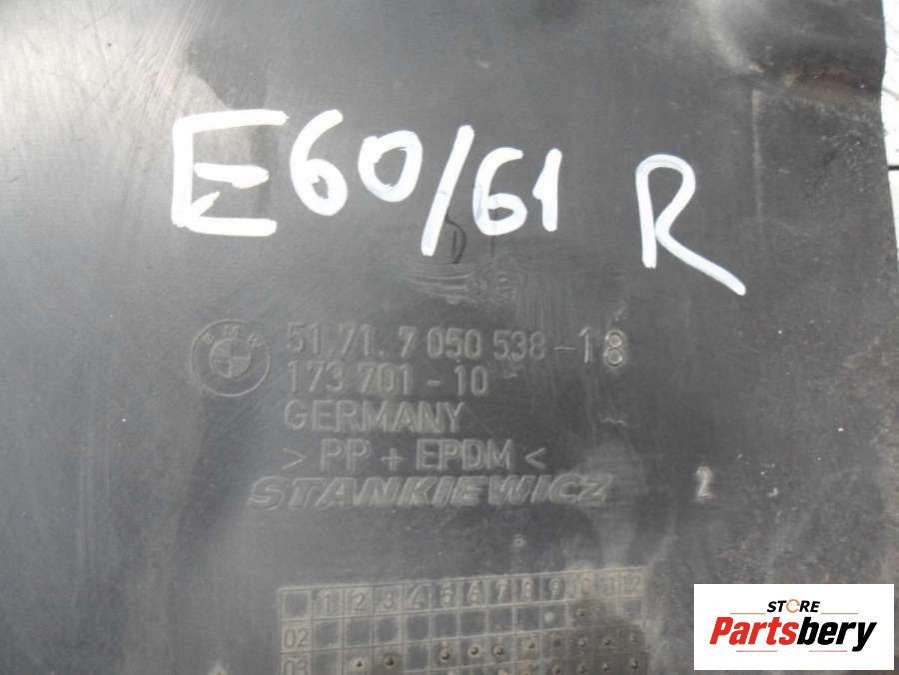 E60/61 R
BMW
51.71.7 050 538-18
173 701 - 10
GERMANY
> PP + EPDM <
STANKIEWICZ
2
1 2 3 4 5 6 7 8 9 10 11 12
02
03
STORE
Partsbery